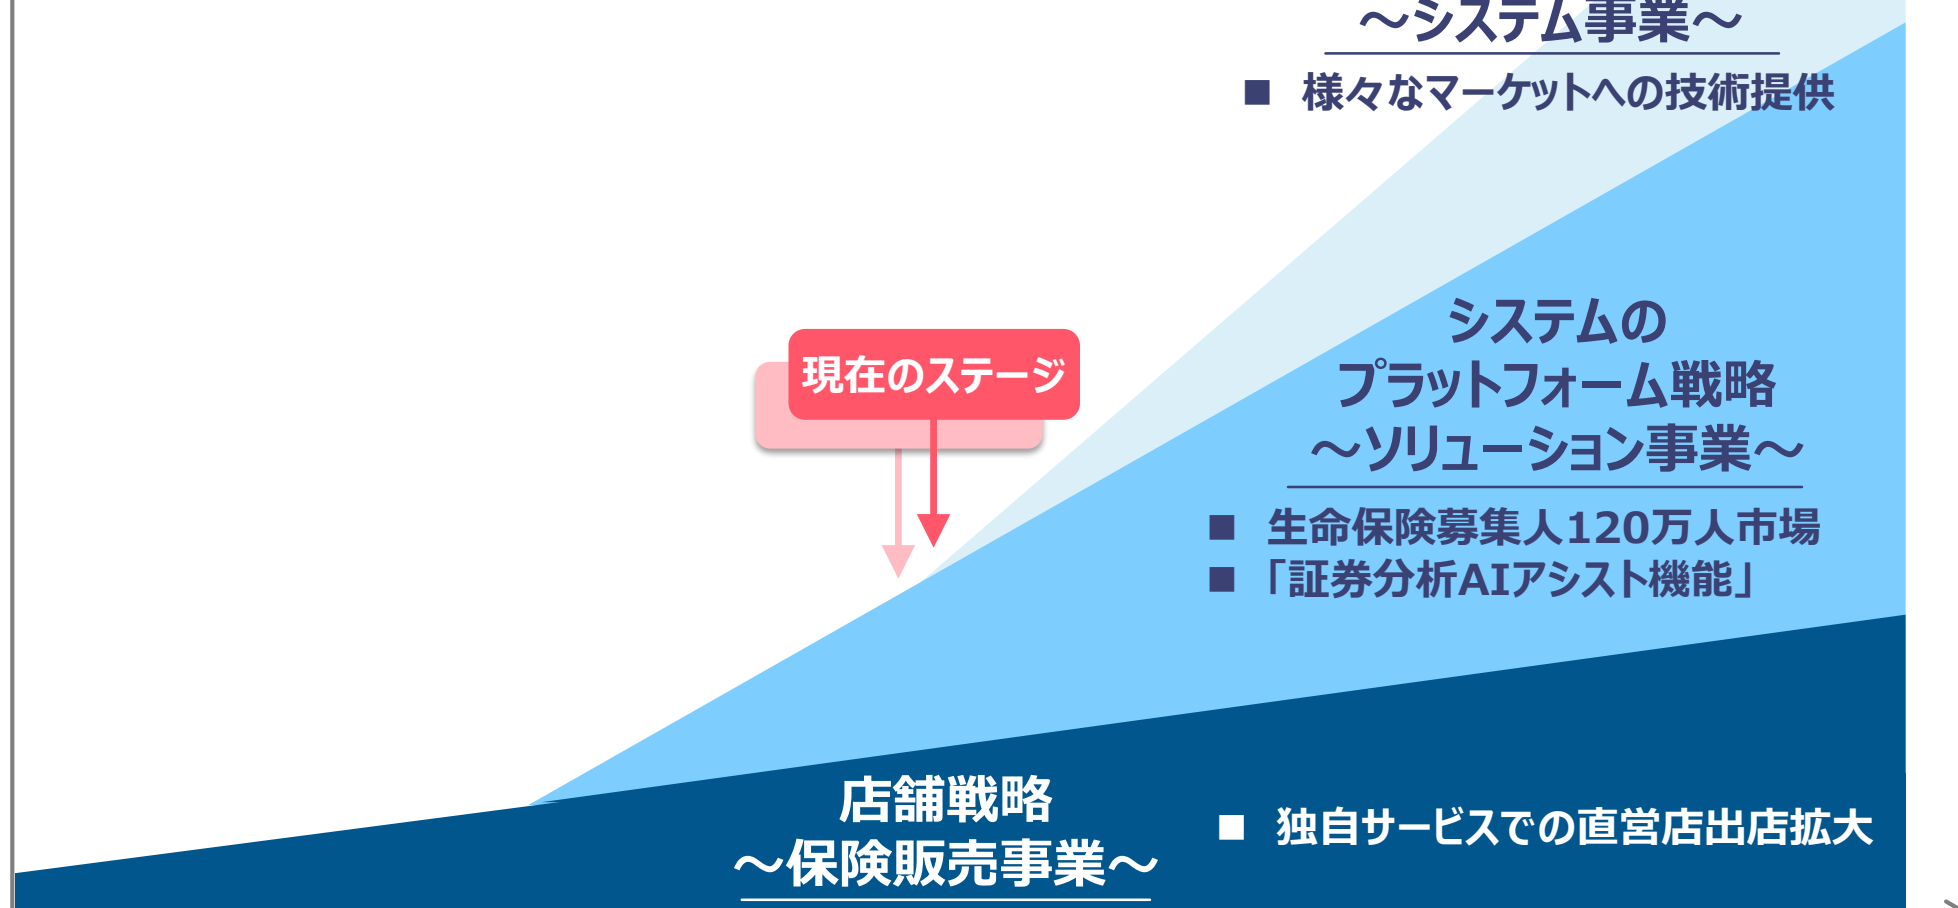 ～システム事業～
■ 様々なマーケットへの技術提供
現在のステージ
システムの
プラットフォーム戦略
～ソリューション事業～
■ 生命保険募集人120万人市場
■ 「証券分析AIアシスト機能」
店舗戦略
～保険販売事業～
■ 独自サービスでの直営店出店拡大